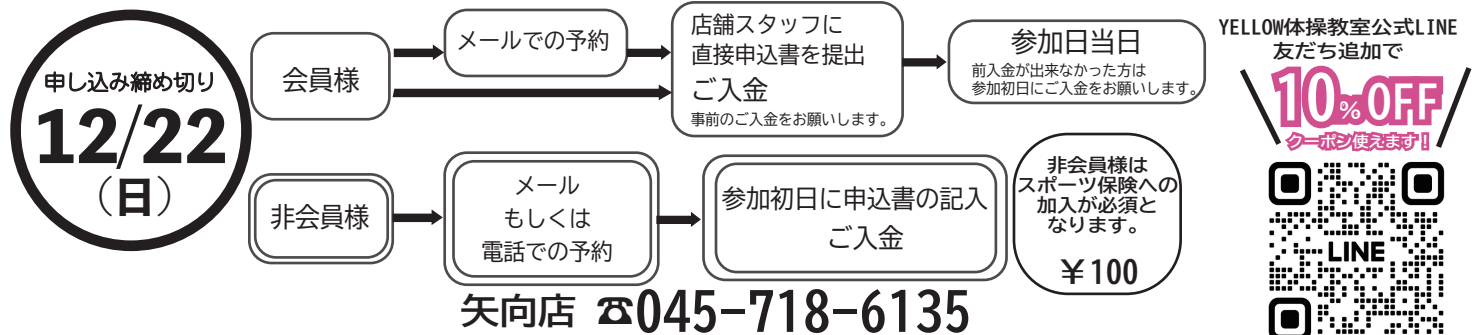 申し込み締め切り
12/22
（日）
会員様
メールでの予約
店舗スタッフに
直接申込書を提出
ご入金
事前のご入金をお願いします。
参加日当日
前入金が出来なかった方は
参加初日にご入金をお願いします。
非会員様
メール
もしくは
電話での予約
参加初日に申込書の記入
ご入金
非会員様は
スポーツ保険への
加入が必須と
なります。
￥100
矢向店 ☎045-718-6135
YELLOW体操教室公式LINE
友だち追加で
10%OFF
クーポン使えます！
LINE